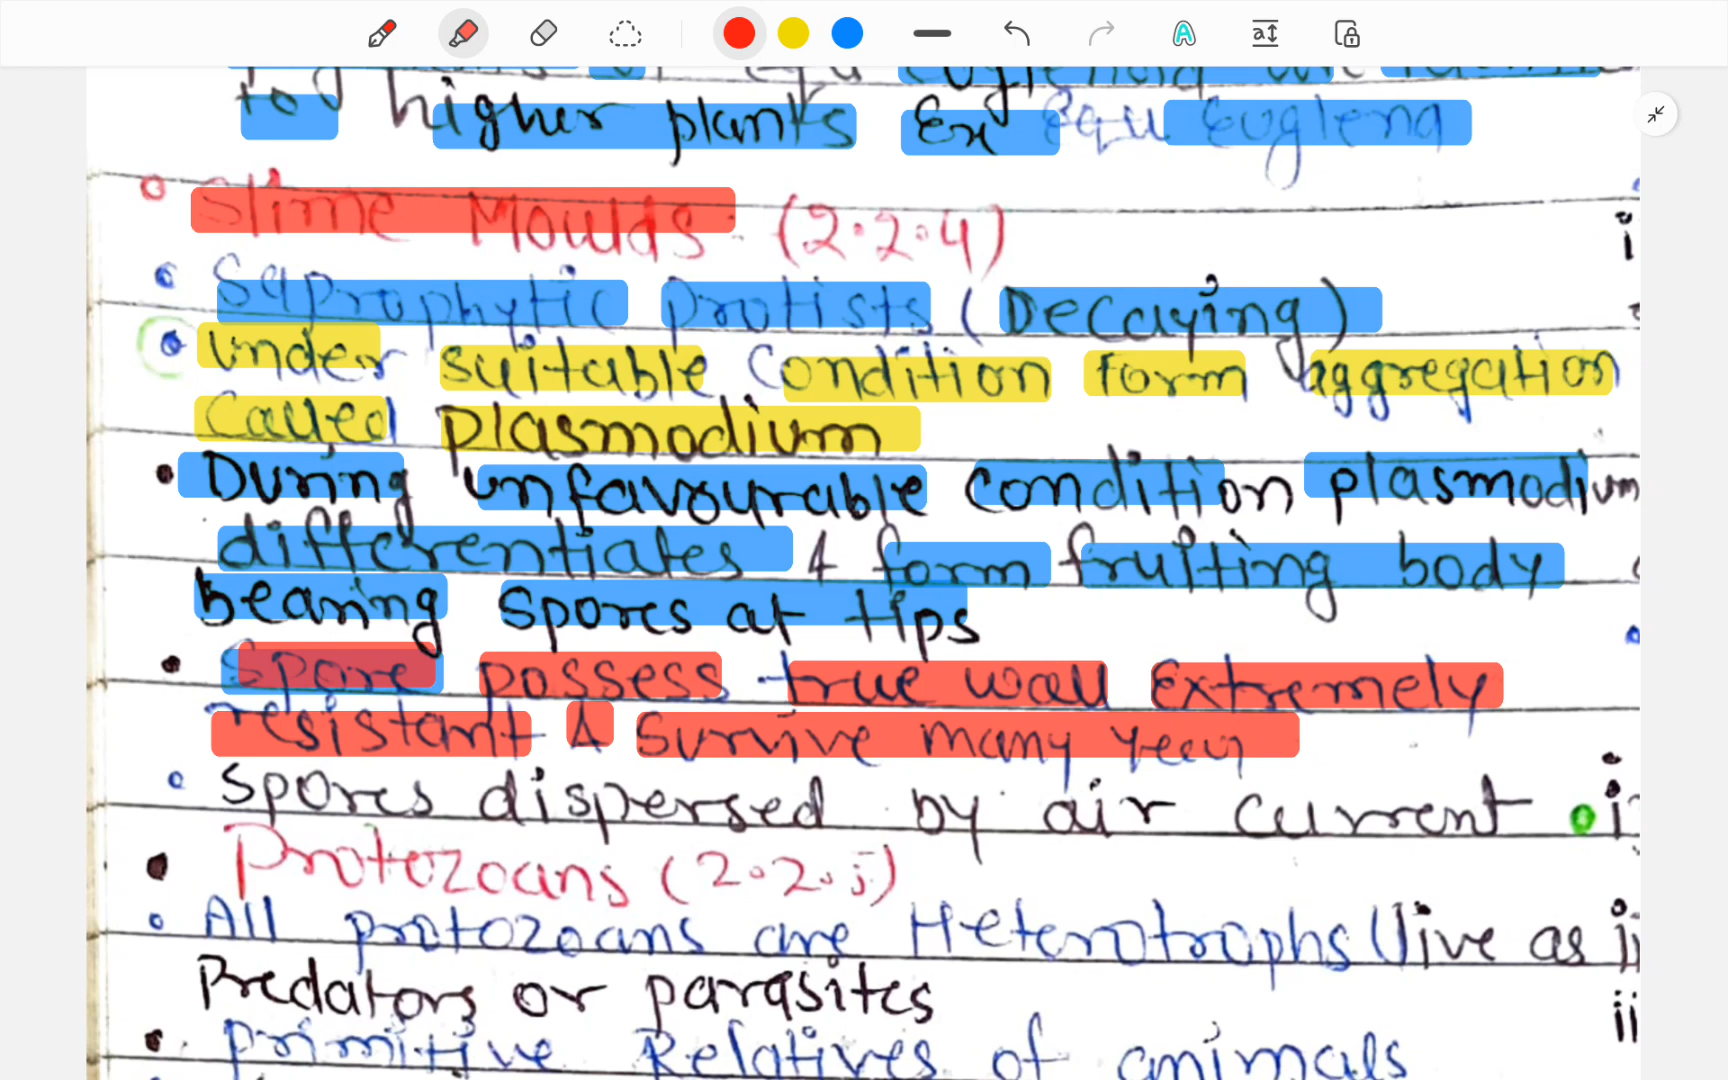 to higher plants Ex Euglena
Slime Moulds (2.2.4)
Saprophytic protists (Decaying)
Under suitable condition form aggregation
Called plasmodium
During unfavourable condition plasmodium
differentiates & form fruiting body
bearing spores at tips
Spore possess true wall Extremely
resistant & survive many
Spores dispersed by air current
Protozoans (2.2.5)
All protozoans are Heterotrophs (live as
Predators or parasites
primitive Relatives of animals